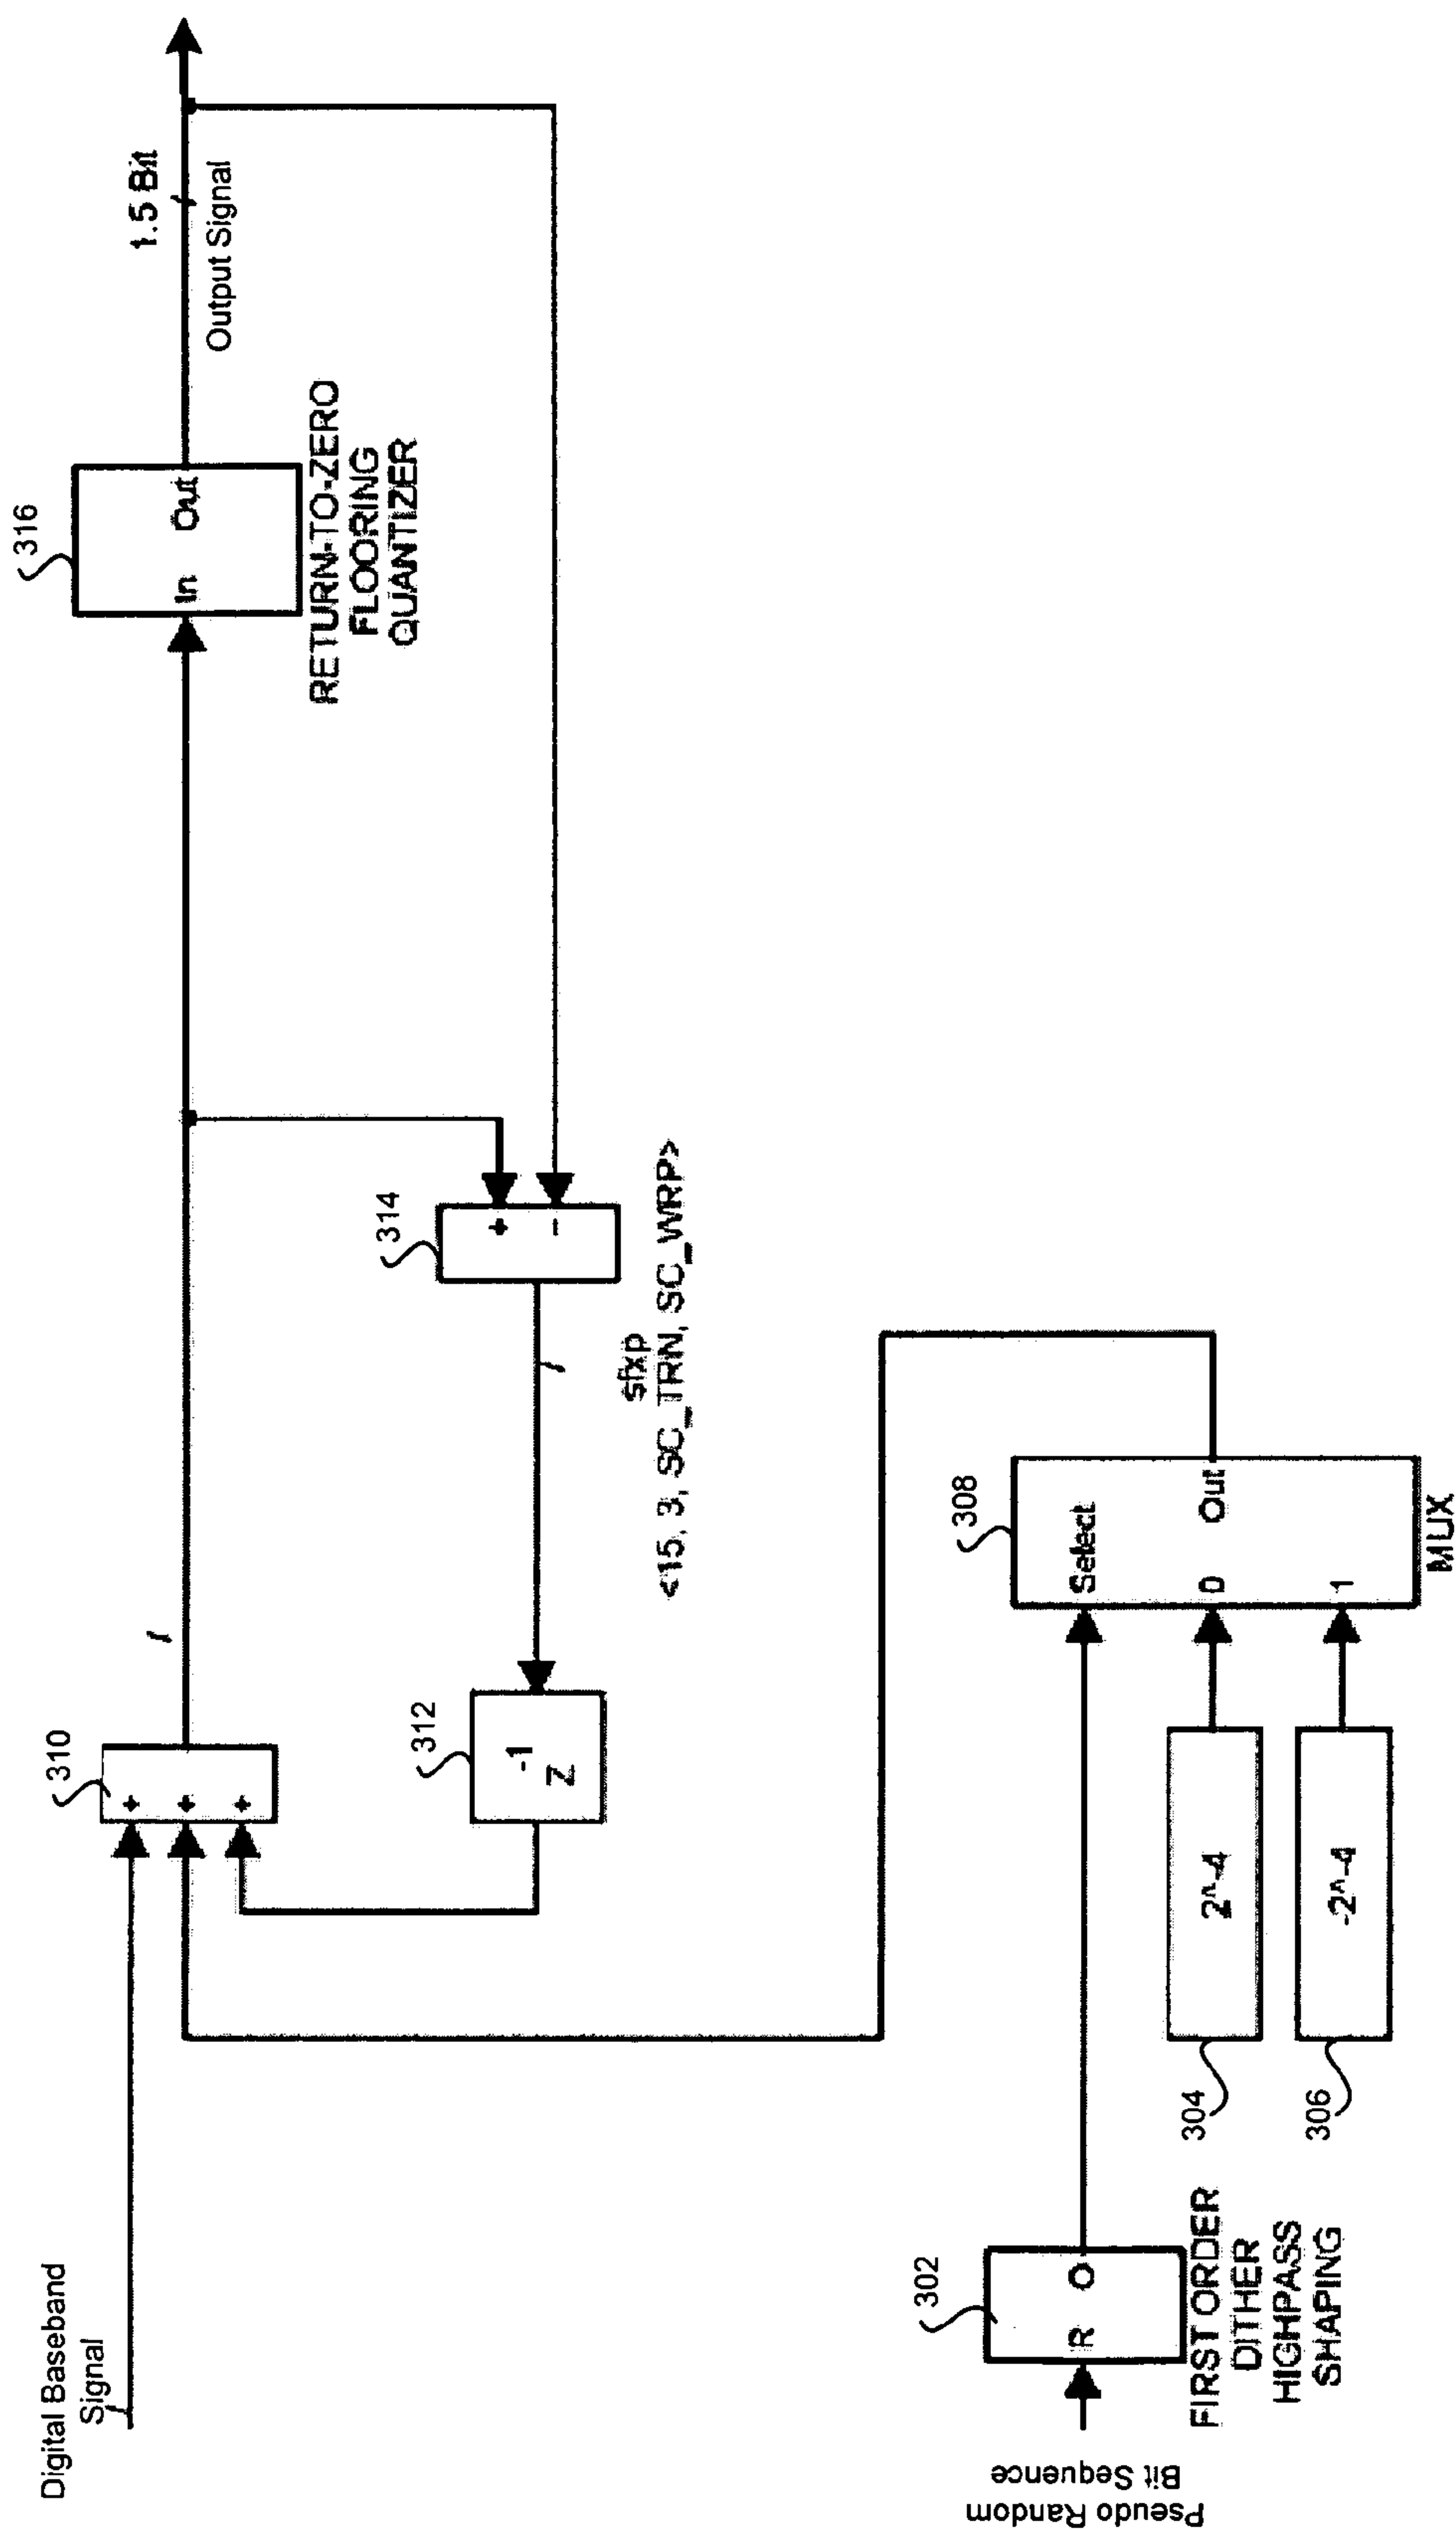 Digital Baseband
Signal
310
+
+
+
316
In
Out
RETURN-TO-ZERO
FLOORING
QUANTIZER
1.5 Bit
Output Signal
312
Z
-1
314
+
-
sfxp
<15, 3, SC_TRN, SC_WRP>
Pseudo Random
Bit Sequence
302
R
O
FIRST ORDER
DITHER
HIGHPASS
SHAPING
304
2^-4
306
-2^-4
308
Select
0
Out
1
MUX